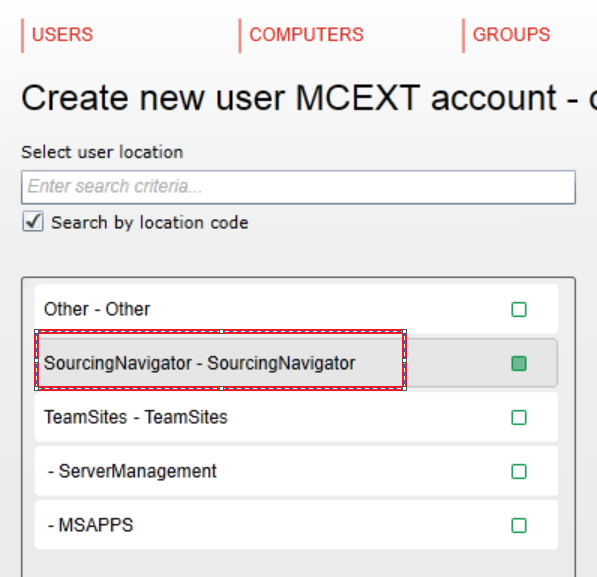 USERS COMPUTERS GROUPS
Create new user MCEXT account -
Select user location
Enter search criteria...
Search by location code
Other - Other
SourcingNavigator - SourcingNavigator
TeamSites - TeamSites
- ServerManagement
- MSAPPS